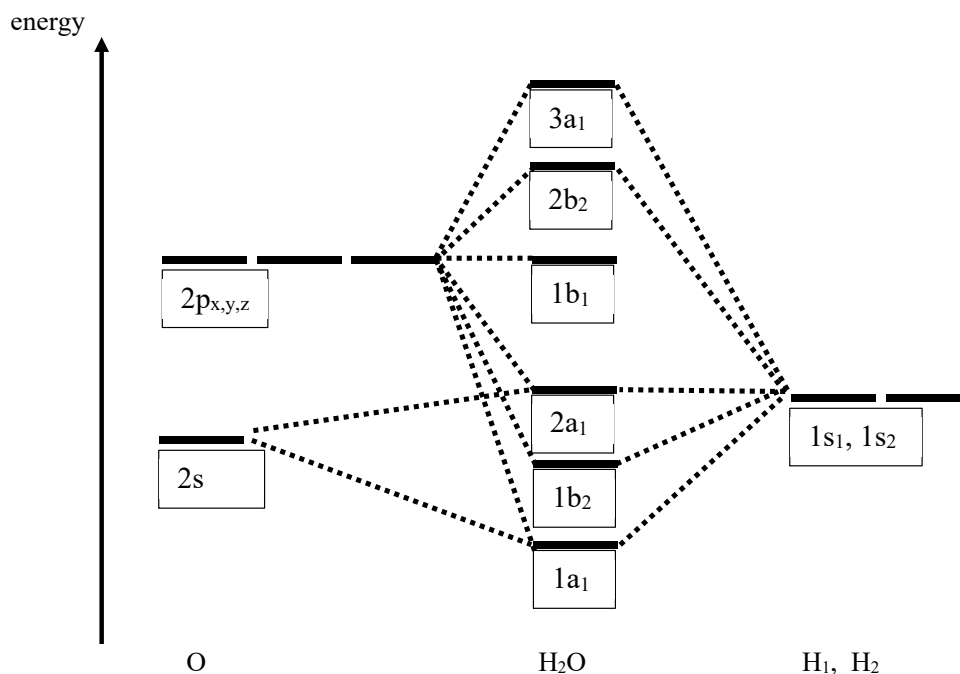 energy
3a₁
2b₂
2pₓ,ᵧ,z
1b₁
2a₁
1s₁, 1s₂
2s
1b₂
1a₁
O
H₂O
H₁, H₂